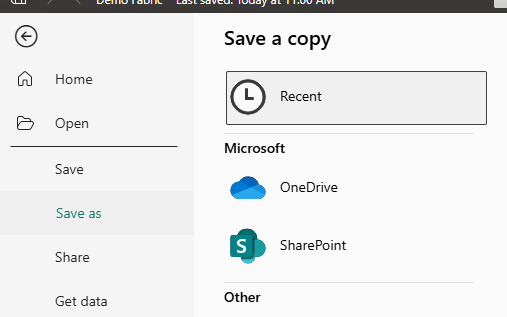 Demo Fabric Last saved: Today at 11:00 AM
Save a copy
Home
Open
Save
Save as
Share
Get data
Recent
Microsoft
OneDrive
S
SharePoint
Other